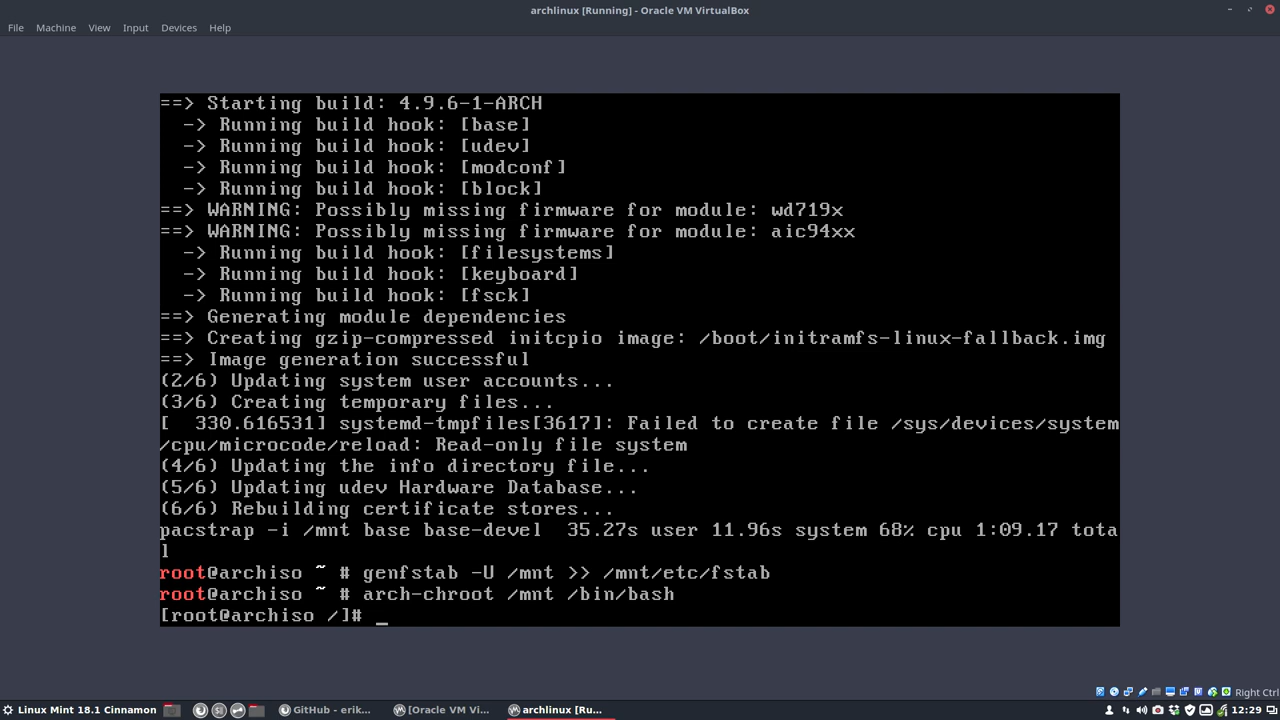 archlinux [Running] - Oracle VM VirtualBox
File Machine View Input Devices Help
==> Starting build: 4.9.6-1-ARCH
-> Running build hook: [base]
-> Running build hook: [udev]
-> Running build hook: [modconf]
-> Running build hook: [block]
==> WARNING: Possibly missing firmware for module: wd719x
==> WARNING: Possibly missing firmware for module: aic94xx
-> Running build hook: [filesystems]
-> Running build hook: [keyboard]
-> Running build hook: [fsck]
==> Generating module dependencies
==> Creating gzip-compressed initcpio image: /boot/initramfs-linux-fallback.img
==> Image generation successful
(2/6) Updating system user accounts...
(3/6) Creating temporary files...
[  330.616531] systemd-tmpfiles[3617]: Failed to create file /sys/devices/system
/cpu/microcode/reload: Read-only file system
(4/6) Updating the info directory file...
(5/6) Updating udev Hardware Database...
(6/6) Rebuilding certificate stores...
pacstrap -i /mnt base base-devel  35.27s user 11.96s system 68% cpu 1:09.17 tota
l
root@archiso ~ # genfstab -U /mnt >> /mnt/etc/fstab
root@archiso ~ # arch-chroot /mnt /bin/bash
[root@archiso /]# _
Right Ctrl
Linux Mint 18.1 Cinnamon GitHub - erik... [Oracle VM Vi... archlinux [Ru... 12:29